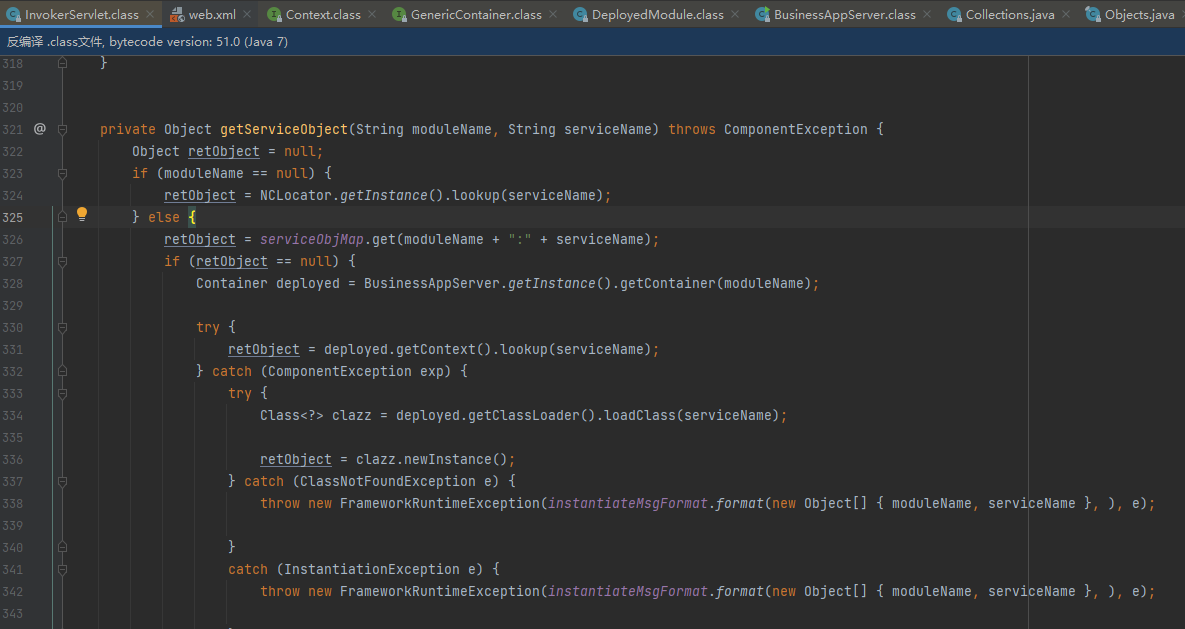 InvokerServlet.class web.xml Context.class GenericContainer.class DeployedModule.class BusinessAppServer.class Collections.java Objects.java
反编译 .class文件, bytecode version: 51.0 (Java 7)
318 }
319
320
321 @ private Object getServiceObject(String moduleName, String serviceName) throws ComponentException {
322 Object retObject = null;
323 if (moduleName == null) {
324 retObject = NCLocator.getInstance().lookup(serviceName);
325 } else {
326 retObject = serviceObjMap.get(moduleName + ":" + serviceName);
327 if (retObject == null) {
328 Container deployed = BusinessAppServer.getInstance().getContainer(moduleName);
329
330 try {
331 retObject = deployed.getContext().lookup(serviceName);
332 } catch (ComponentException exp) {
333 try {
334 Class<?> clazz = deployed.getClassLoader().loadClass(serviceName);
335
336 retObject = clazz.newInstance();
337 } catch (ClassNotFoundException e) {
338 throw new FrameworkRuntimeException(instantiateMsgFormat.format(new Object[] { moduleName, serviceName }, ), e);
339
340 }
341 catch (InstantiationException e) {
342 throw new FrameworkRuntimeException(instantiateMsgFormat.format(new Object[] { moduleName, serviceName }, ), e);
343